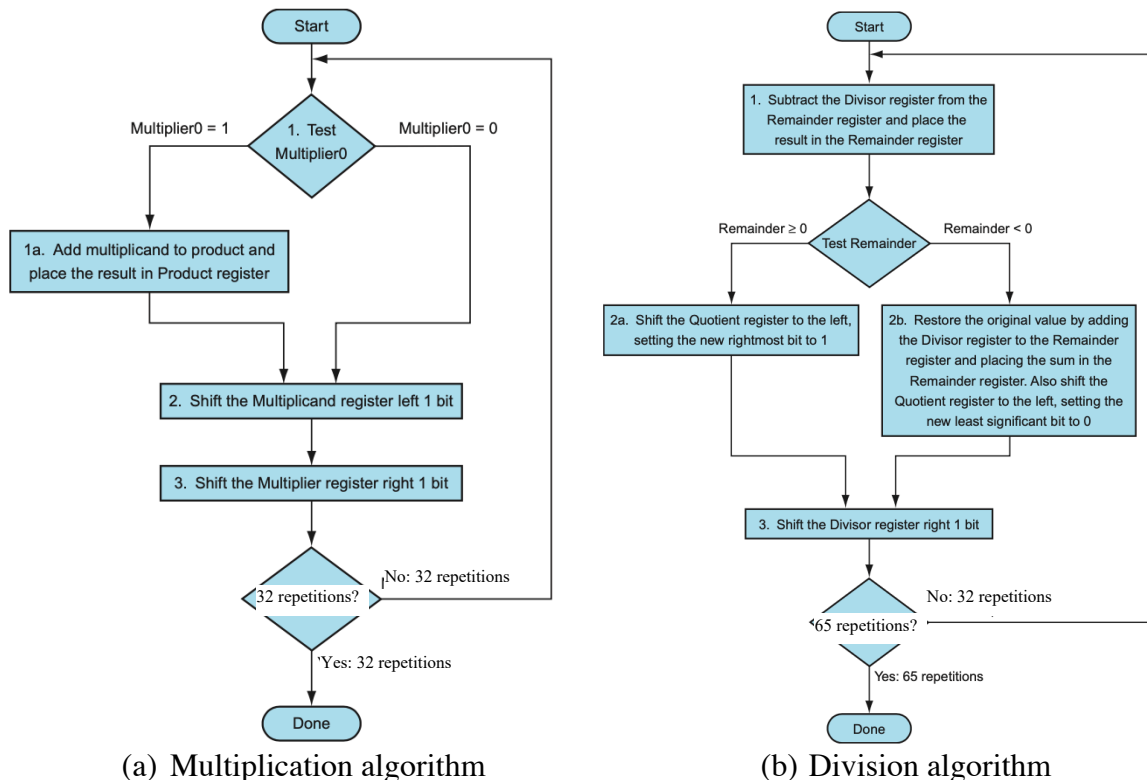 Start
1. Test
Multiplier0
Multiplier0 = 1
Multiplier0 = 0
1a. Add multiplicand to product and
place the result in Product register
2. Shift the Multiplicand register left 1 bit
3. Shift the Multiplier register right 1 bit
32 repetitions?
No: 32 repetitions
Yes: 32 repetitions
Done
(a) Multiplication algorithm
Start
1. Subtract the Divisor register from the
Remainder register and place the
result in the Remainder register
Test Remainder
Remainder ≥ 0
Remainder < 0
2a. Shift the Quotient register to the left,
setting the new rightmost bit to 1
2b. Restore the original value by adding
the Divisor register to the Remainder
register and placing the sum in the
Remainder register. Also shift the
Quotient register to the left, setting the
new least significant bit to 0
3. Shift the Divisor register right 1 bit
65 repetitions?
No: 32 repetitions
Yes: 65 repetitions
Done
(b) Division algorithm